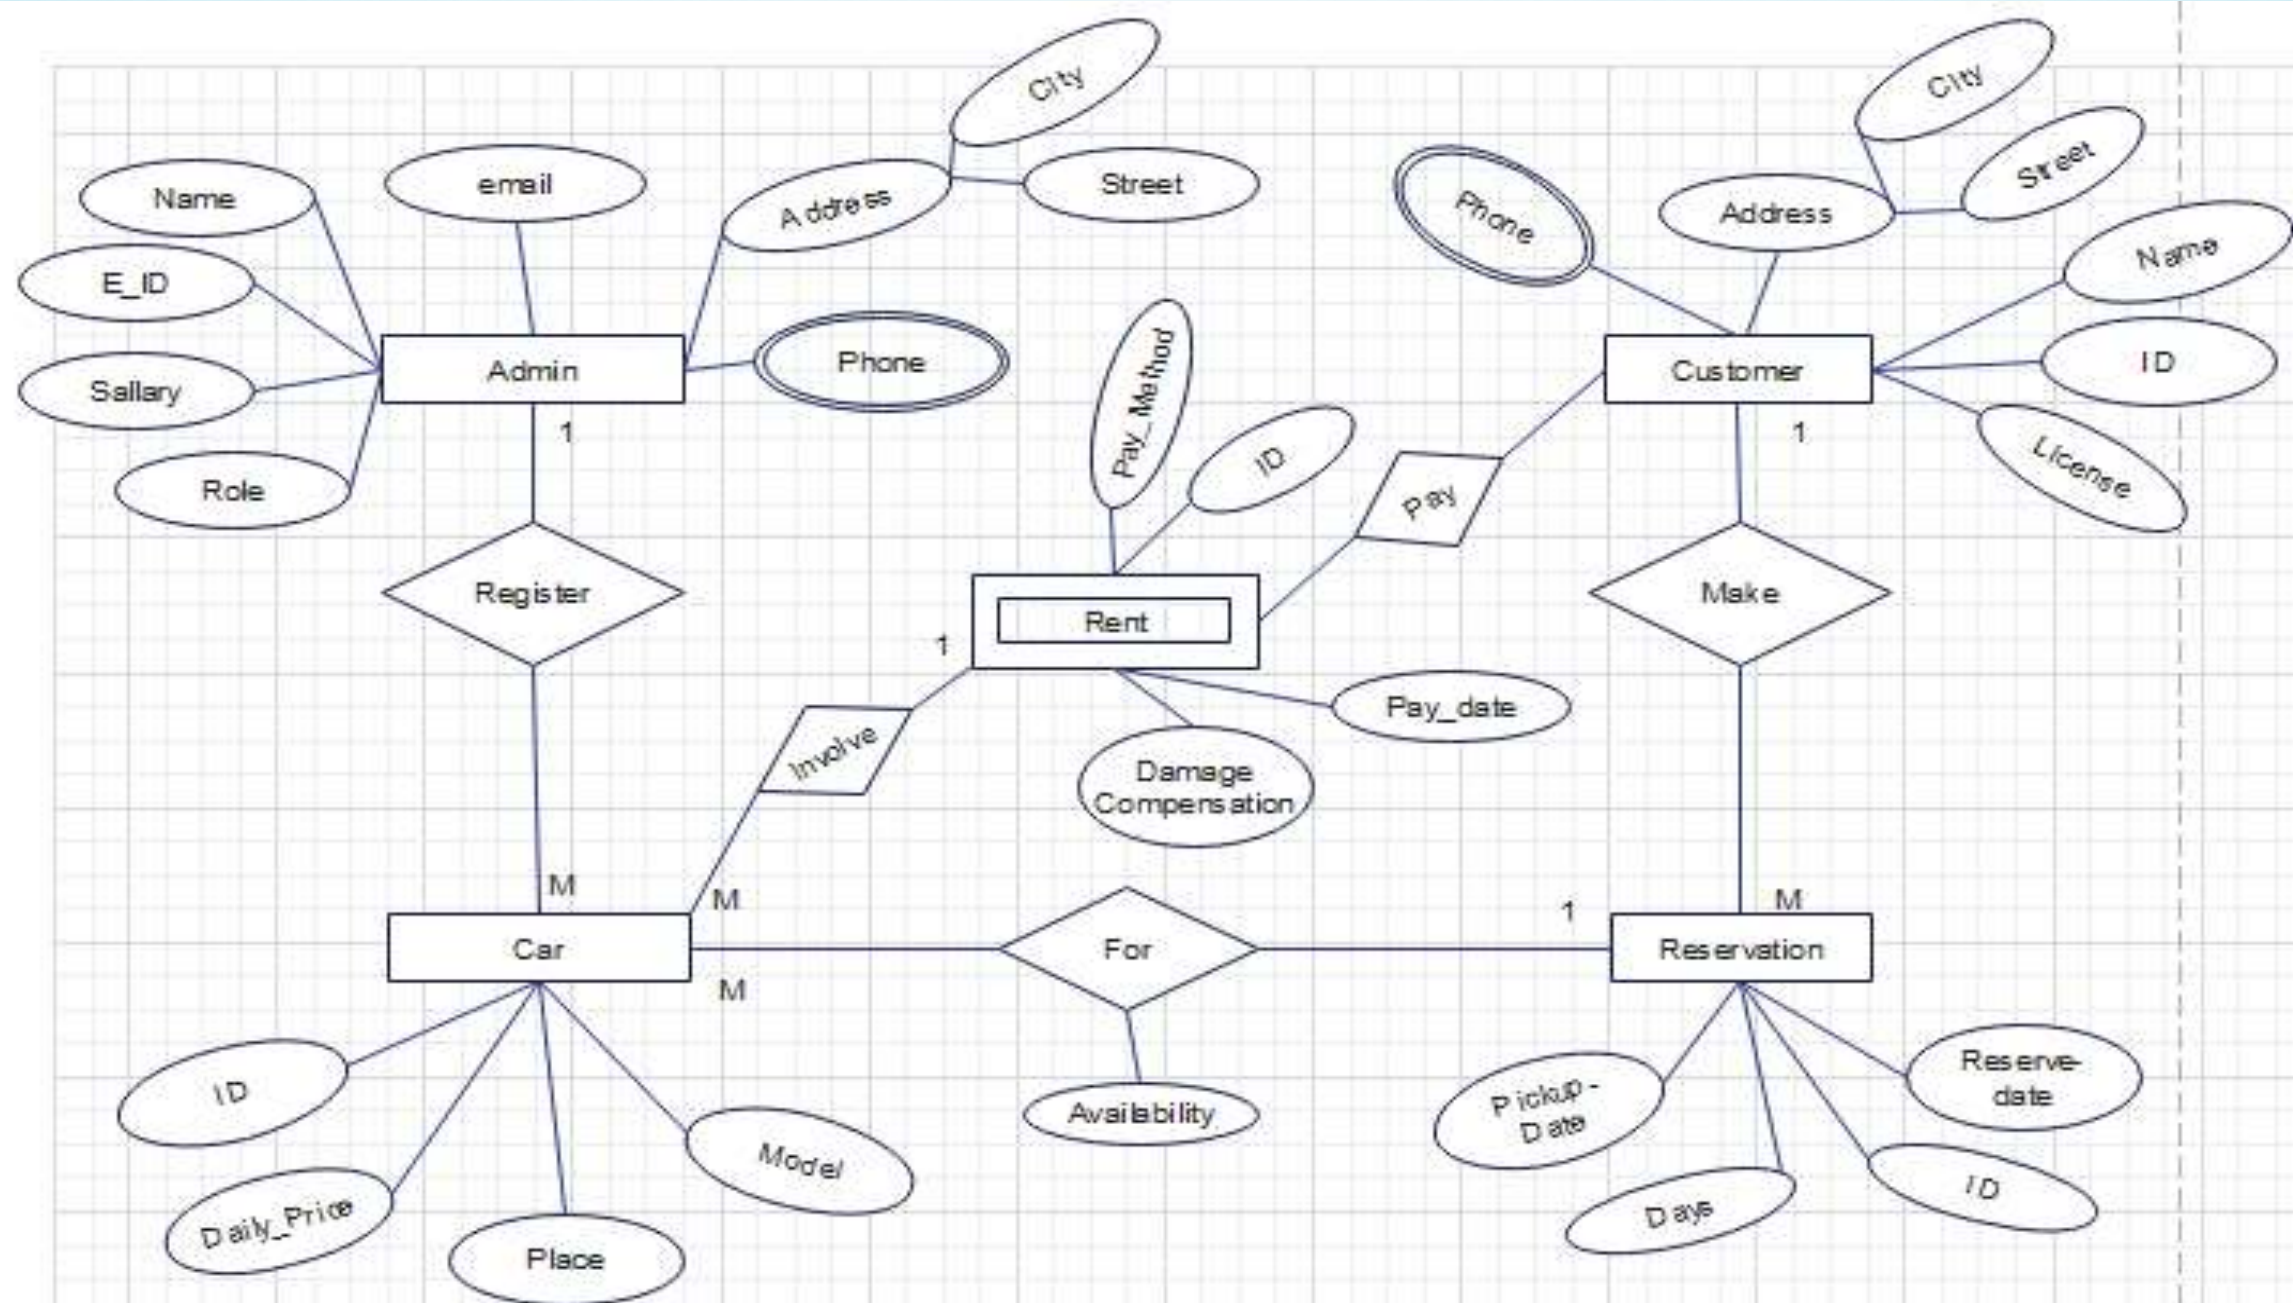 City
City
Street
Name
email
Address
Street
Phone
Address
Name
E_ID
Sallary
Admin
Phone
Customer
ID
Role
1
Pay_Method
ID
Pay
1
License
Register
Rent
Make
1
Involve
Pay_date
Damage
Compensation
M
M
1
M
Car
For
Reservation
M
ID
Availability
Pickup-
Date
Reserve-
date
Model
Daily_Price
Place
Days
ID